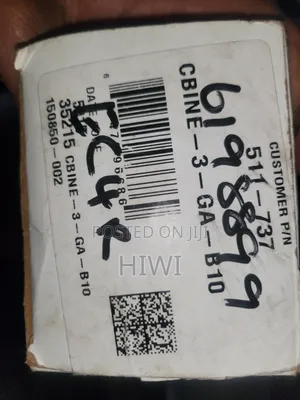 CUSTOMER P/N
511-737
CBINE-3-GA-B10
6198899
DATE
35215 CBINE-3-GA-B10
150850-002
EC4R
POSTED ON JIJI
HIWI